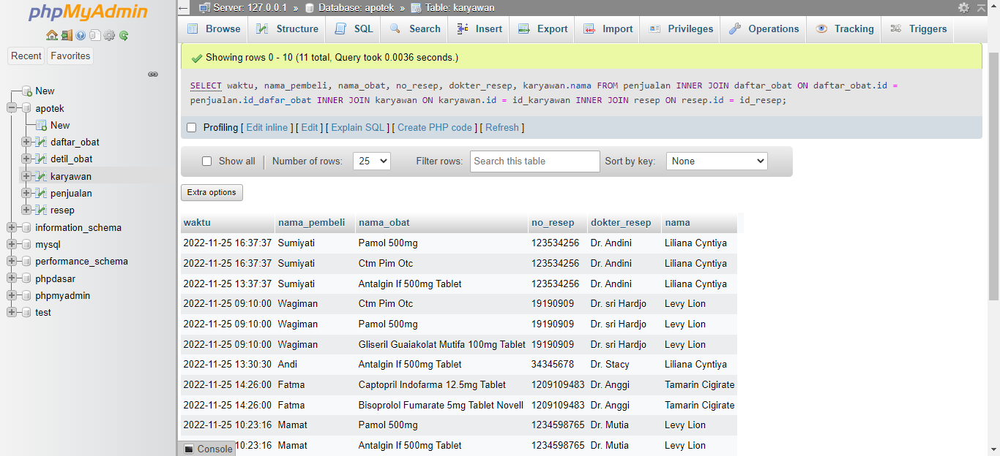 phpMyAdmin
Recent Favorites
New
apotek
New
daftar_obat
detil_obat
karyawan
penjualan
resep
information_schema
mysql
performance_schema
phpdasar
phpmyadmin
test
Server: 127.0.0.1 » Database: apotek » Table: karyawan
Browse Structure SQL Search Insert Export Import Privileges Operations Tracking Triggers
Showing rows 0 - 10 (11 total, Query took 0.0036 seconds.)
SELECT waktu, nama_pembeli, nama_obat, no_resep, dokter_resep, karyawan.nama FROM penjualan INNER JOIN daftar_obat ON daftar_obat.id =
penjualan.id_dafar_obat INNER JOIN karyawan ON karyawan.id = id_karyawan INNER JOIN resep ON resep.id = id_resep;
Profiling [ Edit inline ] [ Edit ] [ Explain SQL ] [ Create PHP code ] [ Refresh ]
Show all Number of rows: 25 Filter rows: Search this table Sort by key: None
Extra options
waktu nama_pembeli nama_obat no_resep dokter_resep nama
2022-11-25 16:37:37 Sumiyati Pamol 500mg 123534256 Dr. Andini Liliana Cyntiya
2022-11-25 16:37:37 Sumiyati Ctm Pim Otc 123534256 Dr. Andini Liliana Cyntiya
2022-11-25 13:37:37 Sumiyati Antalgin If 500mg Tablet 123534256 Dr. Andini Liliana Cyntiya
2022-11-25 09:10:00 Wagiman Ctm Pim Otc 19190909 Dr. sri Hardjo Levy Lion
2022-11-25 09:10:00 Wagiman Pamol 500mg 19190909 Dr. sri Hardjo Levy Lion
2022-11-25 09:10:00 Wagiman Gliseril Guaiakolat Mutifa 100mg Tablet 19190909 Dr. sri Hardjo Levy Lion
2022-11-25 13:30:30 Andi Antalgin If 500mg Tablet 34345678 Dr. Stacy Liliana Cyntiya
2022-11-25 14:26:00 Fatma Captopril Indofarma 12.5mg Tablet 1209109483 Dr. Anggi Tamarin Cigirate
2022-11-25 14:26:00 Fatma Bisoprolol Fumarate 5mg Tablet Novell 1209109483 Dr. Anggi Tamarin Cigirate
2022-11-25 10:23:16 Mamat Pamol 500mg 1234598765 Dr. Mutia Levy Lion
10:23:16 Mamat Antalgin If 500mg Tablet 1234598765 Dr. Mutia Levy Lion
Console